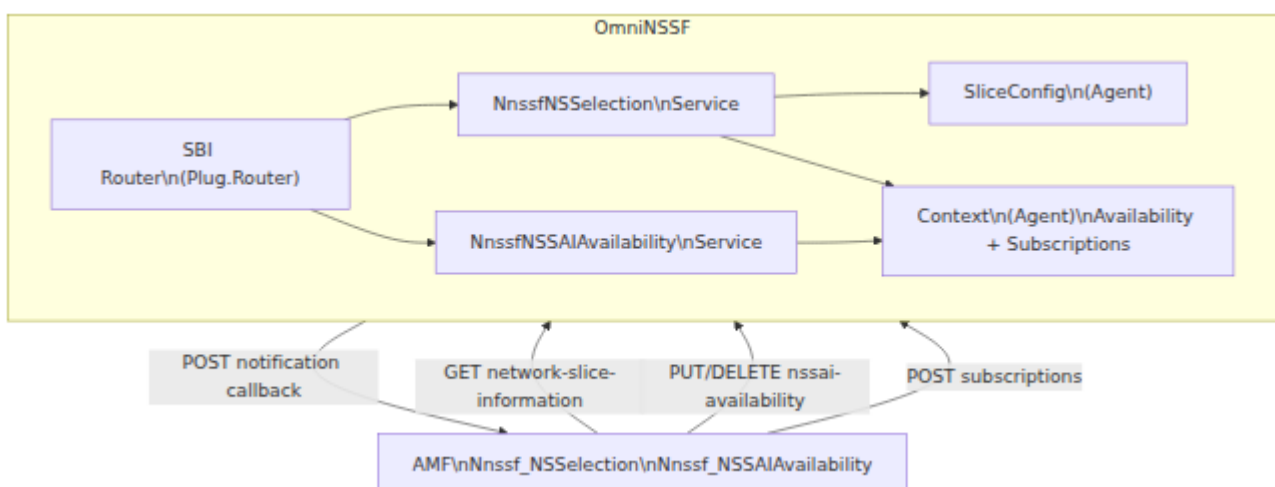 OmniNSSF
SBI
Router\n(Plug.Router)
NnssfNSSelection\nService
SliceConfig\n(Agent)
NnssfNSSAIAvailability\nService
Context\n(Agent)\nAvailability
+ Subscriptions
POST notification
callback
GET network-slice-
information
PUT/DELETE nssai-
availability
POST subscriptions
AMF\nNnssf_NSSelection\nNnssf_NSSAIAvailability